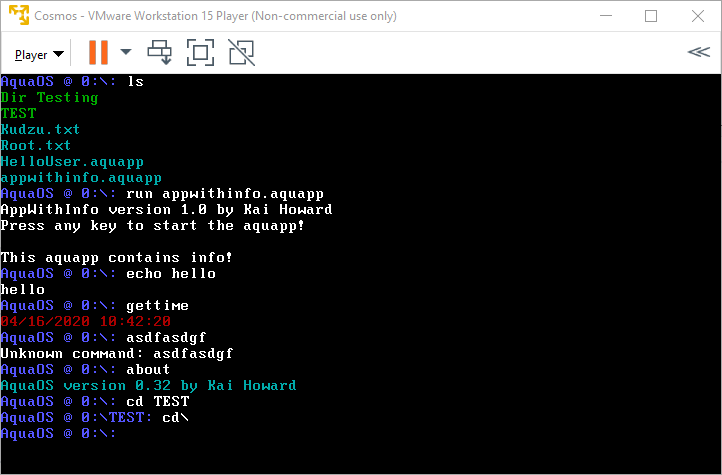 Cosmos - VMware Workstation 15 Player (Non-commercial use only)
Player
AquaOS @ 0:\: ls
Dir Testing
TEST
Kudzu.txt
Root.txt
HelloUser.aquapp
appwithinfo.aquapp
AquaOS @ 0:\: run appwithinfo.aquapp
AppWithInfo version 1.0 by Kai Howard
Press any key to start the aquapp!
This aquapp contains info!
AquaOS @ 0:\: echo hello
hello
AquaOS @ 0:\: gettime
04/16/2020 10:42:20
AquaOS @ 0:\: asdfasdgf
Unknown command: asdfasdgf
AquaOS @ 0:\: about
AquaOS version 0.32 by Kai Howard
AquaOS @ 0:\: cd TEST
AquaOS @ 0:\TEST: cd\
AquaOS @ 0:\: